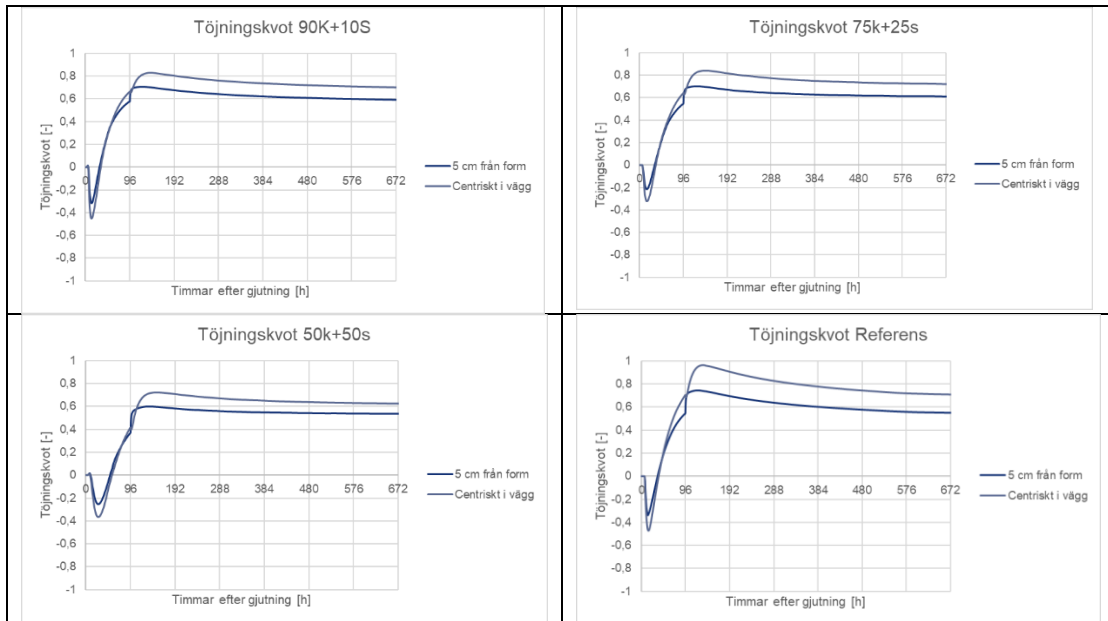 Töjningskvot 90K+10S
1
0,8
0,6
0,4
0,2
0
-0,2
-0,4
-0,6
-0,8
-1
0 96 192 288 384 480 576 672
Töjningskvot [-]
Timmar efter gjutning [h]
5 cm från form
Centriskt i vägg
Töjningskvot 75k+25s
1
0,8
0,6
0,4
0,2
0
-0,2
-0,4
-0,6
-0,8
-1
0 96 192 288 384 480 576 672
Töjningskvot [-]
Timmar efter gjutning [h]
5 cm från form
Centriskt i vägg
Töjningskvot 50k+50s
1
0,8
0,6
0,4
0,2
0
-0,2
-0,4
-0,6
-0,8
-1
0 96 192 288 384 480 576 672
Töjningskvot [-]
Timmar efter gjutning [h]
5 cm från form
Centriskt i vägg
Töjningskvot Referens
1
0,8
0,6
0,4
0,2
0
-0,2
-0,4
-0,6
-0,8
-1
0 96 192 288 384 480 576 672
Töjningskvot [-]
Timmar efter gjutning [h]
5 cm från form
Centriskt i vägg